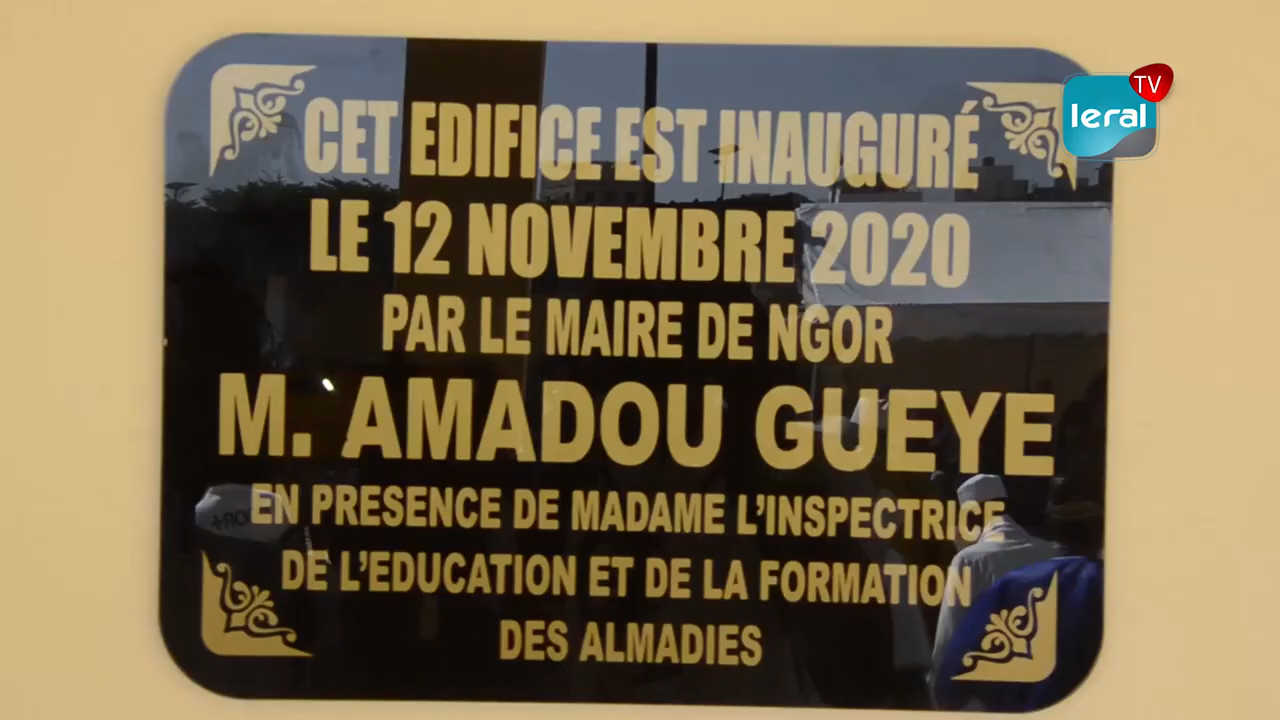 TV
leral
CET EDIFICE EST INAUGURÉ
LE 12 NOVEMBRE 2020
PAR LE MAIRE DE NGOR
M. AMADOU GUEYE
EN PRESENCE DE MADAME L'INSPECTRICE
DE L'EDUCATION ET DE LA FORMATION
DES ALMADIES